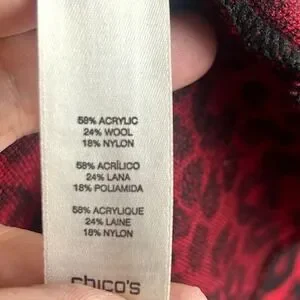 58% ACRYLIC
24% WOOL
18% NYLON
58% ACRÍLICO
24% LANA
18% POLIAMIDA
58% ACRYLIQUE
24% LAINE
18% NYLON
chico's